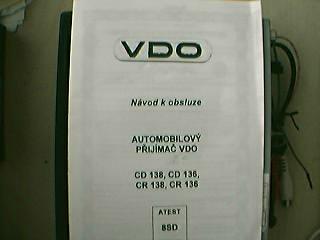 VDO
Návod k obsluze
AUTOMOBILOVÝ
PŘIJÍMAČ VDO
CD 138, CD 136,
CR 138, CR 136
ATEST
8SD